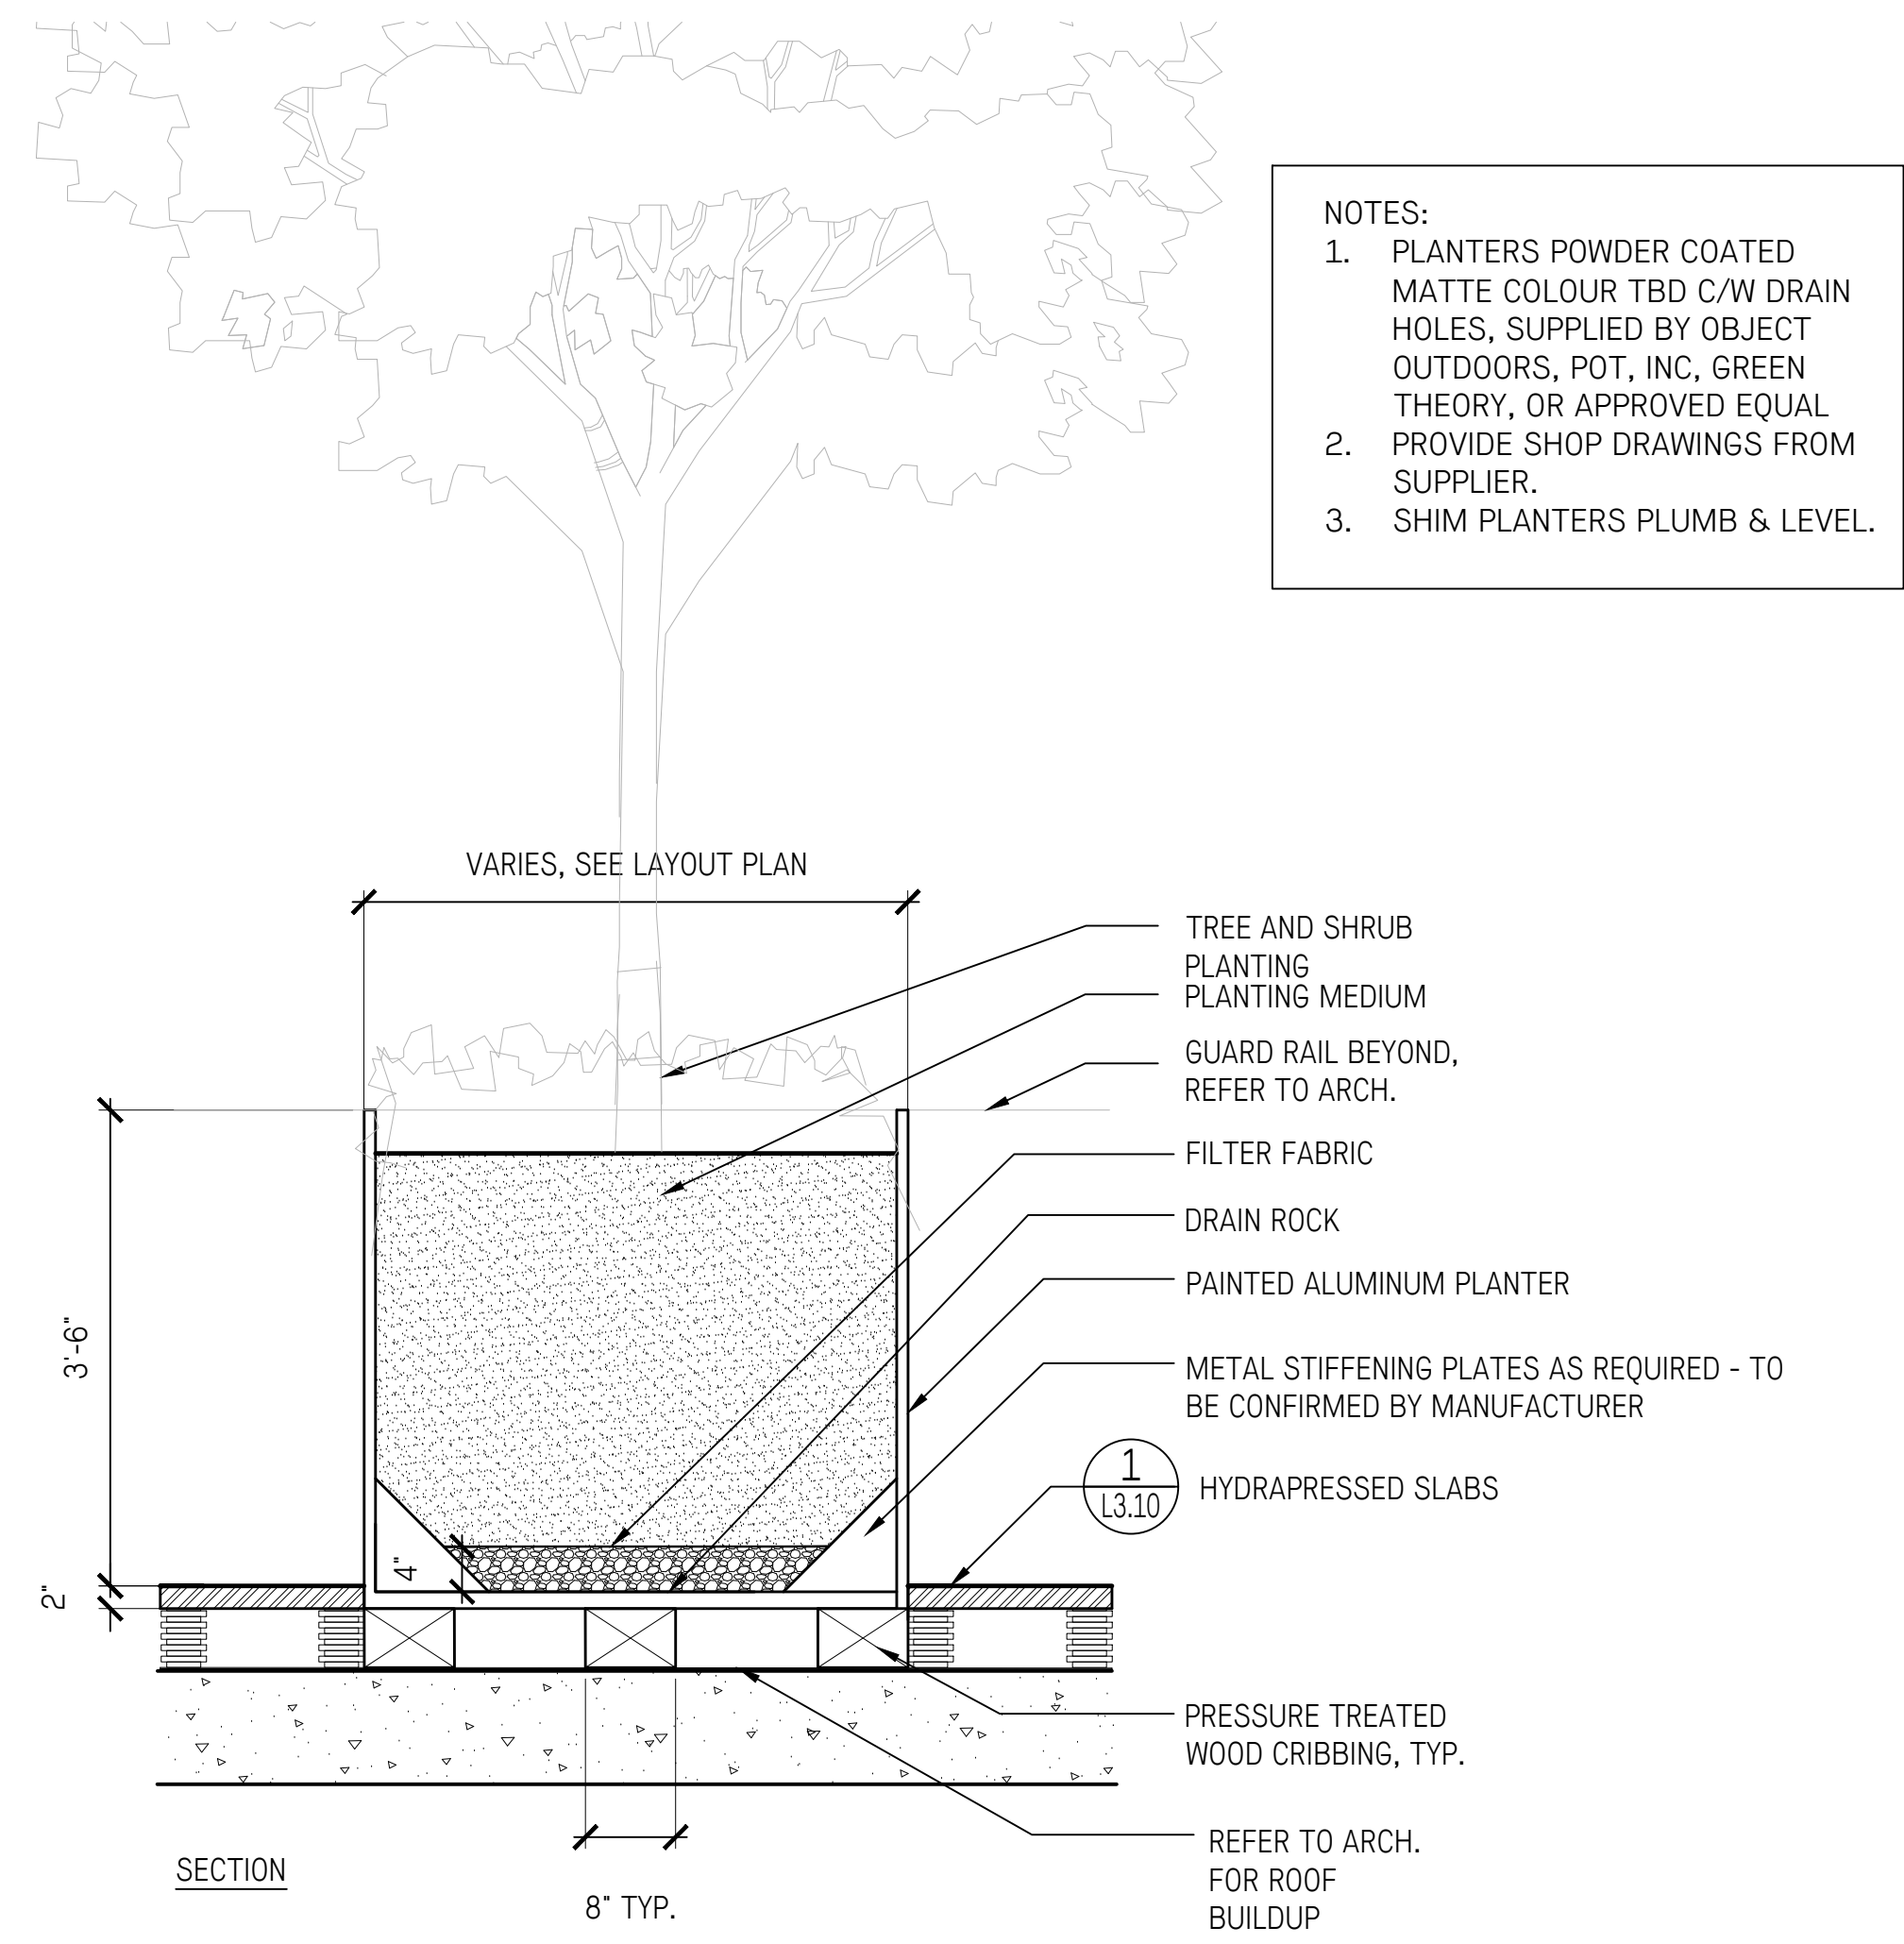 NOTES:
1. PLANTERS POWDER COATED
MATTE COLOUR TBD C/W DRAIN
HOLES, SUPPLIED BY OBJECT
OUTDOORS, POT, INC, GREEN
THEORY, OR APPROVED EQUAL
2. PROVIDE SHOP DRAWINGS FROM
SUPPLIER.
3. SHIM PLANTERS PLUMB & LEVEL.
VARIES, SEE LAYOUT PLAN
TREE AND SHRUB
PLANTING
PLANTING MEDIUM
GUARD RAIL BEYOND,
REFER TO ARCH.
FILTER FABRIC
DRAIN ROCK
PAINTED ALUMINUM PLANTER
3'-6"
METAL STIFFENING PLATES AS REQUIRED - TO
BE CONFIRMED BY MANUFACTURER
1
L3.10
HYDRAPRESSED SLABS
4"
2"
PRESSURE TREATED
WOOD CRIBBING, TYP.
REFER TO ARCH.
FOR ROOF
BUILDUP
SECTION
8" TYP.